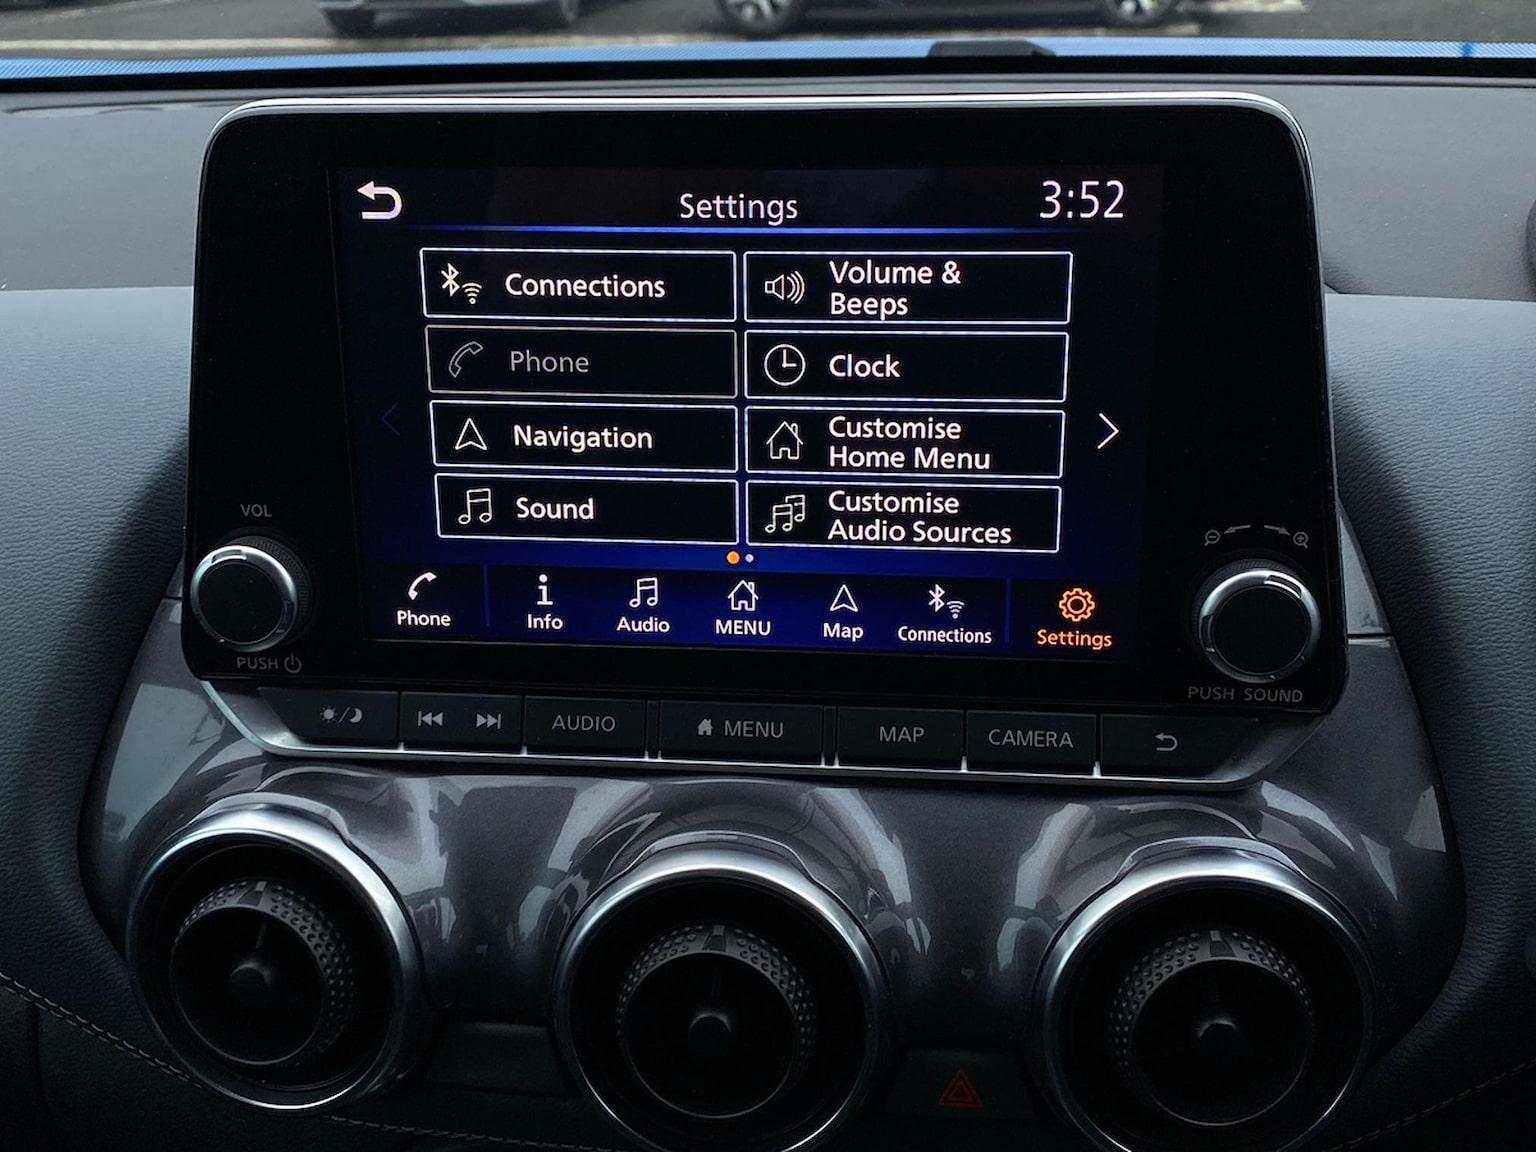 Settings
3:52
Connections
Volume &
Beeps
Phone
Clock
Navigation
Customise
Home Menu
Sound
Customise
Audio Sources
Phone
Info
Audio
MENU
Map
Connections
Settings
VOL
PUSH
PUSH SOUND
AUDIO
MENU
MAP
CAMERA